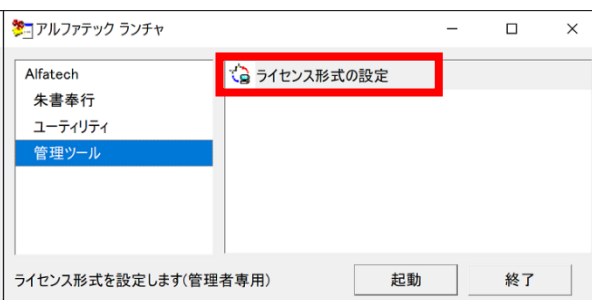 アルファテック ランチャ
Alfatech
朱書奉行
ユーティリティ
管理ツール
ライセンス形式の設定
ライセンス形式を設定します(管理者専用)
起動
終了